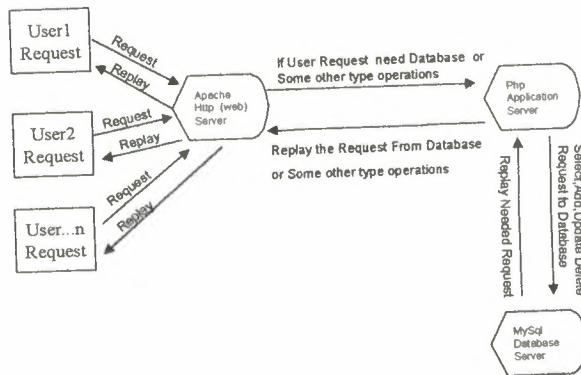 User1
Request
Request
Replay
User2
Request
Request
Replay
User...n
Request
Request
Replay
Apache
Http (web)
Server
If User Request need Database or
Some other type operations
Replay the Request From Database
or Some other type operations
Php
Application
Server
Replay Needed Request
Select Add, Update Delete
Request to Database
MySql
Database
Server